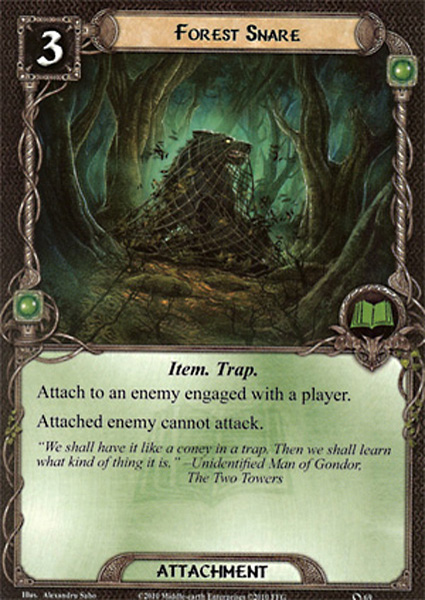 3
FOREST SNARE
Item. Trap.
Attach to an enemy engaged with a player.
Attached enemy cannot attack.
“We shall have it like a coney in a trap. Then we shall learn
what kind of thing it is.” –Unidentified Man of Gondor,
The Two Towers
ATTACHMENT
Illus. Alexandru Sabo
©2010 Middle-earth Enterprises ©2010 FFG
69